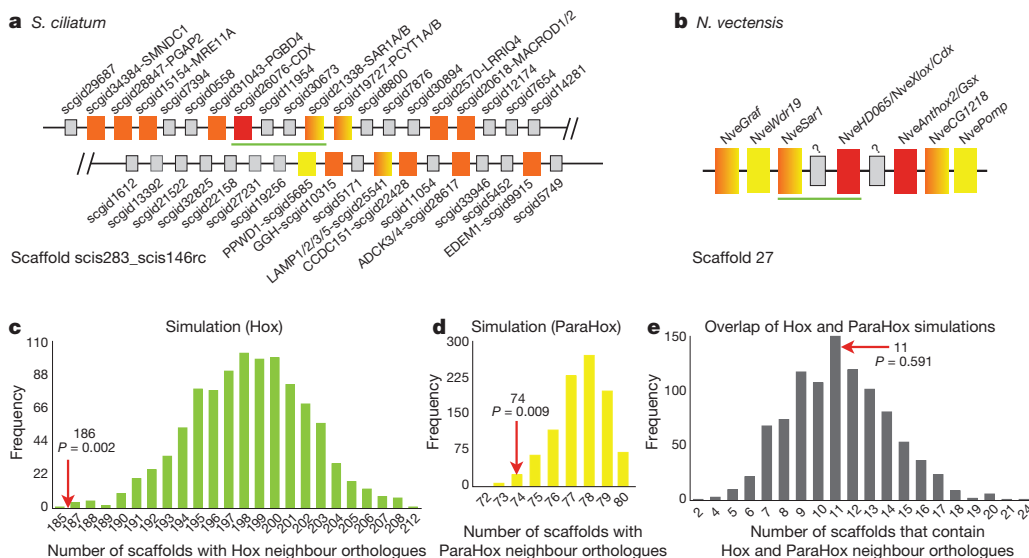 a S. ciliatum
scgid29687
scgid34384-SMNDC1
scgid28847-PGAP2
scgid15154-MRE11A
scgid7394
scgid0558
scgid31043-PGBD4
scgid26076-CDX
scgid11954
scgid30673
scgid21338-SAR1A/B
scgid19727-PCYT1A/B
scgid8800
scgid7876
scgid30894
scgid2570-LRRIQ4
scgid20618-MACROD1/2
scgid12174
scgid7654
scgid14281
scgid1612
scgid13392
scgid21522
scgid32825
scgid22158
scgid27231
scgid19256
PPWD1-scgid5685
GGH-scgid10315
scgid5171
LAMP1/2/3/5-scgid25541
CCDC151-scgid22428
scgid11054
ADCK3/4-scgid28617
scgid33946
scgid5452
EDEM1-scgid9915
scgid5749
Scaffold scis283_scis146rc
b N. vectensis
NveGraf
NveWdr19
NveSar1
?
NveHD065/NveXlox/Cdx
?
NveAnthox2/Gsx
NveCG1218
NvePomp
Scaffold 27
c Simulation (Hox)
Frequency
110
88
66
44
22
0
186
P = 0.002
185 187 188 189 190 191 192 193 194 195 196 197 198 199 200 201 202 203 204 205 206 207 208 212
Number of scaffolds with Hox neighbour orthologues
d Simulation (ParaHox)
Frequency
300
225
150
75
0
74
P = 0.009
72 73 74 75 76 77 78 79 80
Number of scaffolds with
ParaHox neighbour orthologues
e Overlap of Hox and ParaHox simulations
Frequency
150
100
50
0
11
P = 0.591
2 4 5 6 7 8 9 10 11 12 13 14 15 16 17 18 19 20 21 24
Number of scaffolds that contain
Hox and ParaHox neighbour orthologues